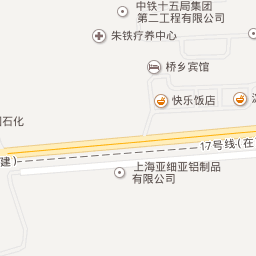 中铁十五局集团
第二工程有限公司
朱铁疗养中心
桥乡宾馆
快乐饭店
石化
17号线(在
建)
上海亚细亚铝制品
有限公司